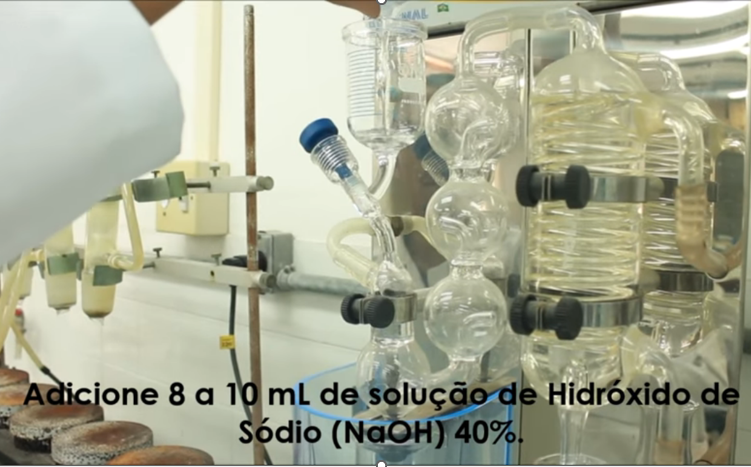 Adicione 8 a 10 mL de solução de Hidróxido de
Sódio (NaOH) 40%.